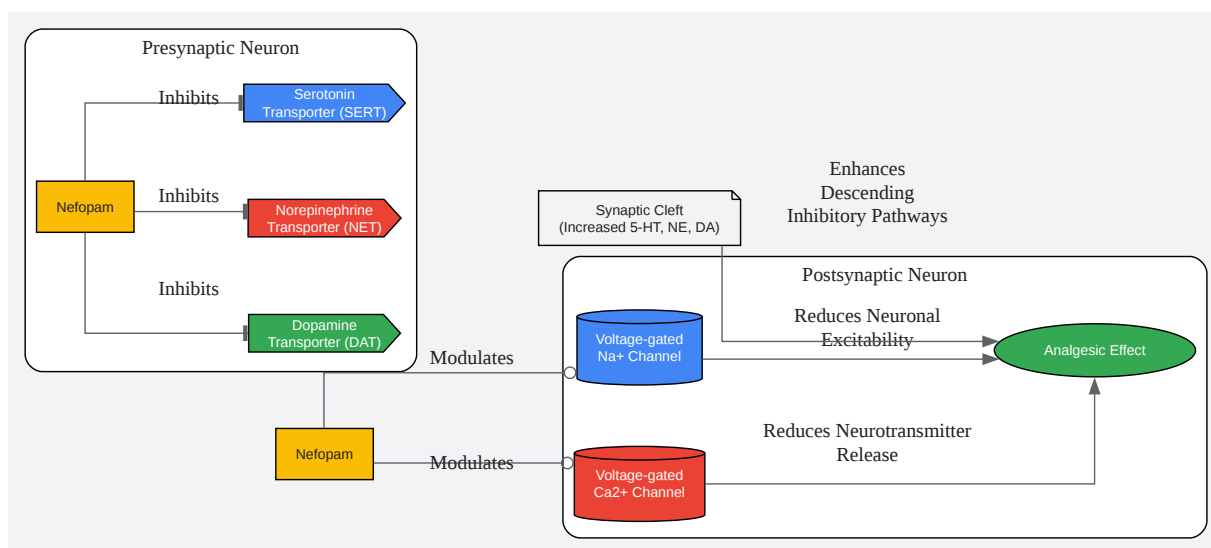 Presynaptic Neuron
Inhibits
Serotonin
Transporter (SERT)
Nefopam
Inhibits
Norepinephrine
Transporter (NET)
Inhibits
Dopamine
Transporter (DAT)
Enhances
Descending
Inhibitory Pathways
Synaptic Cleft
(Increased 5-HT, NE, DA)
Postsynaptic Neuron
Modulates
Voltage-gated
Na+ Channel
Reduces Neuronal
Excitability
Analgesic Effect
Nefopam
Modulates
Voltage-gated
Ca2+ Channel
Reduces Neurotransmitter
Release